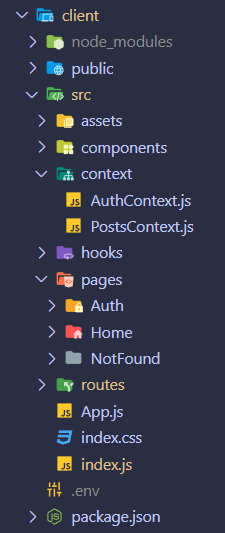 client
node_modules
public
src
assets
components
context
AuthContext.js
PostsContext.js
hooks
pages
Auth
Home
NotFound
routes
App.js
index.css
index.js
.env
package.json